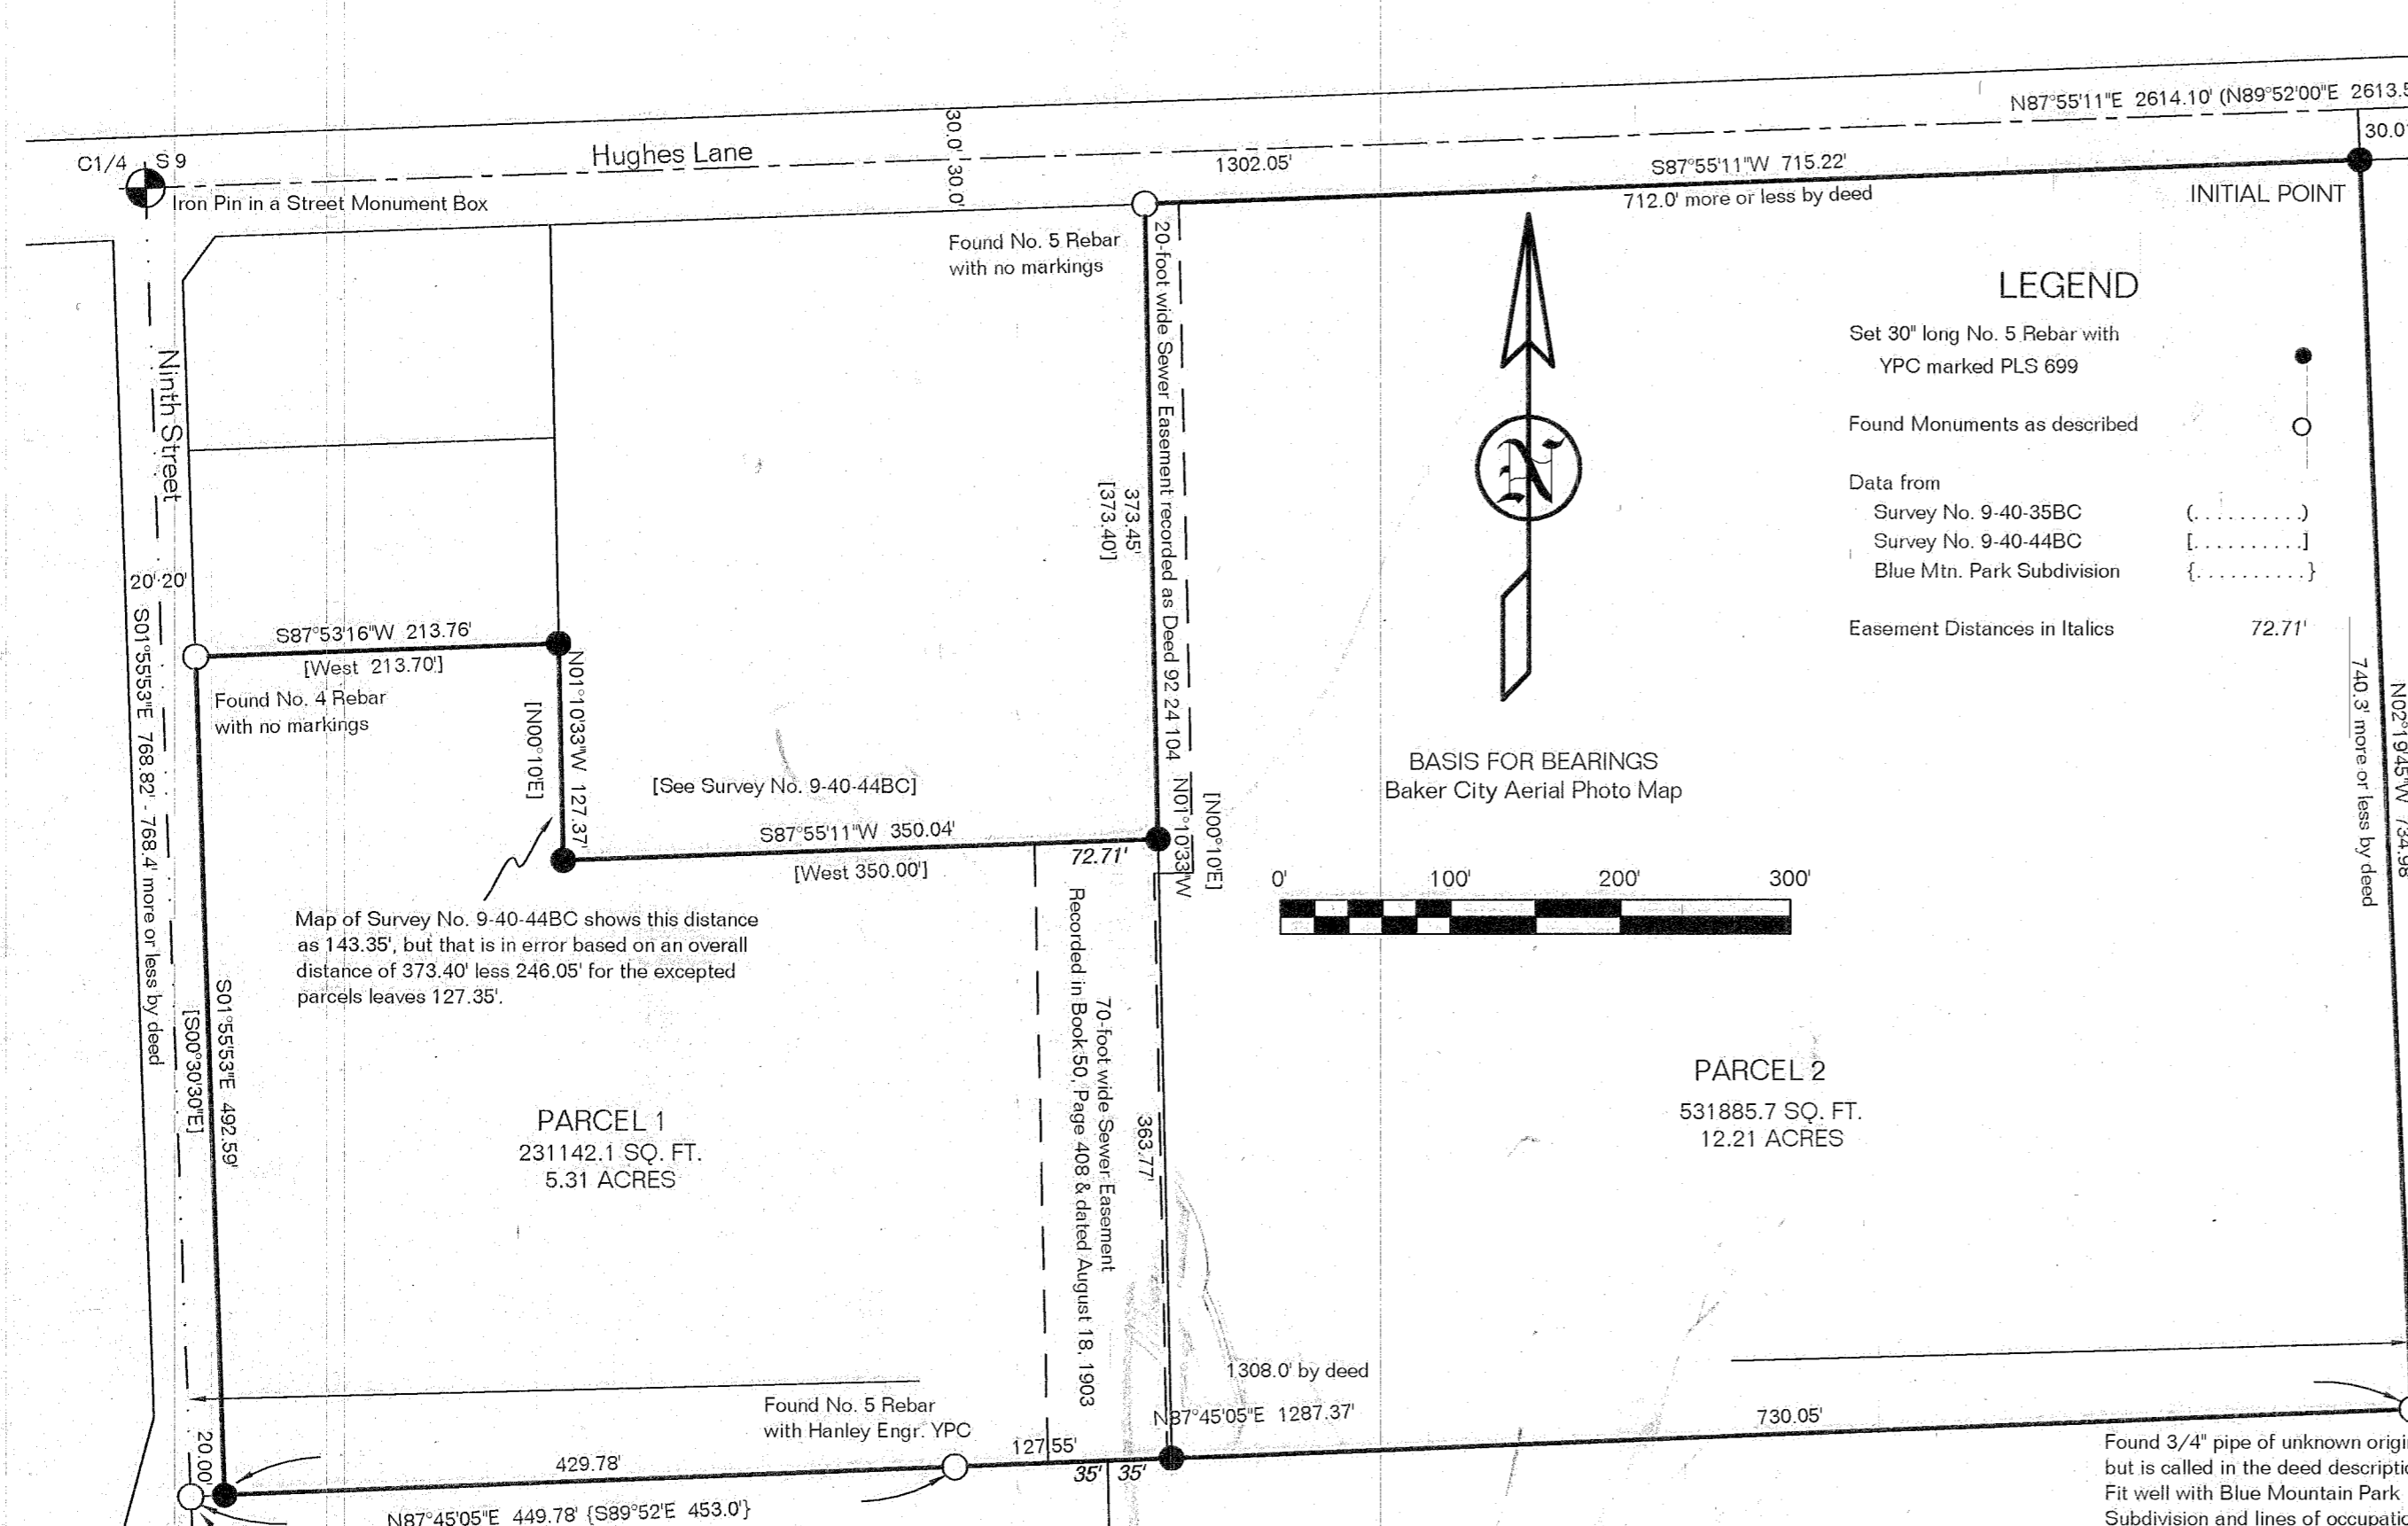 N87°55'11"E 2614.10' (N89°52'00"E 2613.5
30.0'
30.0'
30.0'
C1/4 S 9
Hughes Lane
1302.05'
S87°55'11"W 715.22'
712.0' more or less by deed
INITIAL POINT
Iron Pin in a Street Monument Box
Found No. 5 Rebar
with no markings
20-foot wide Sewer Easement recorded as Deed 92 24 104
LEGEND
Set 30" long No. 5 Rebar with
YPC marked PLS 699
Found Monuments as described
Data from
Survey No. 9-40-35BC (..........)
Survey No. 9-40-44BC [..........]
Blue Mtn. Park Subdivision {..........}
Easement Distances in Italics 72.71'
Ninth Street
N
373.45'
[373.40']
20' 20'
S87°53'16"W 213.76'
[West 213.70']
Found No. 4 Rebar
with no markings
S01°55'53"E 768.82' - 768.4' more or less by deed
N01°10'33"W 127.37'
[N00°10'E]
[See Survey No. 9-40-44BC]
N01°10'33"W
[N00°10'E]
740.3' more or less by deed
N02°19'45"W 734.98
BASIS FOR BEARINGS
Baker City Aerial Photo Map
S87°55'11"W 350.04'
[West 350.00']
72.71'
0' 100' 200' 300'
Map of Survey No. 9-40-44BC shows this distance
as 143.35', but that is in error based on an overall
distance of 373.40' less 246.05' for the excepted
parcels leaves 127.35'.
S01°55'53"E 492.59'
[S00°30'30"E]
70-foot wide Sewer Easement
Recorded in Book 50, Page 408 & dated August 18, 1903
363.77'
PARCEL 1
231142.1 SQ. FT.
5.31 ACRES
PARCEL 2
531885.7 SQ. FT.
12.21 ACRES
1308.0' by deed
Found No. 5 Rebar
with Hanley Engr. YPC
N87°45'05"E 1287.37'
730.05'
20.00'
429.78'
127.55'
35' 35'
N87°45'05"E 449.78' {S89°52'E 453.0'}
Found 3/4" pipe of unknown origi
but is called in the deed descripti
Fit well with Blue Mountain Park
Subdivision and lines of occupati